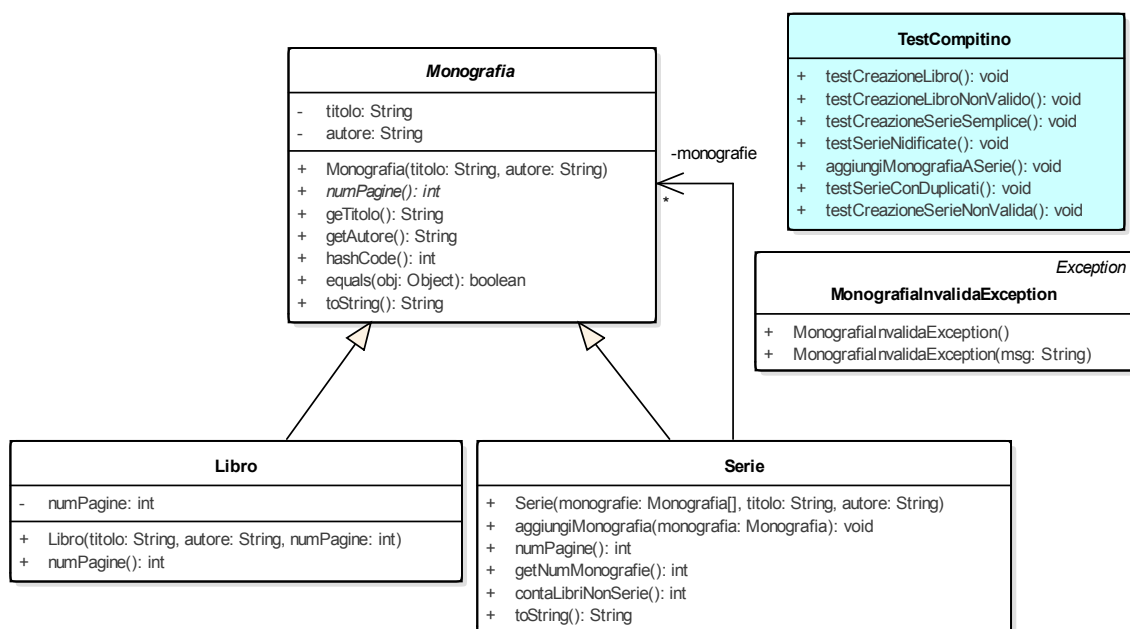 Monografia
- titolo: String
- autore: String
+ Monografia(titolo: String, autore: String)
+ numPagine(): int
+ geTitolo(): String
+ getAutore(): String
+ hashCode(): int
+ equals(obj: Object): boolean
+ toString(): String
-monografie
*
TestCompitino
+ testCreazioneLibro(): void
+ testCreazioneLibroNonValido(): void
+ testCreazioneSerieSemplice(): void
+ testSerieNidificate(): void
+ aggiungiMonografiaASerie(): void
+ testSerieConDuplicati(): void
+ testCreazioneSerieNonValida(): void
Exception
MonografiaInvalidaException
+ MonografiaInvalidaException()
+ MonografiaInvalidaException(msg: String)
Libro
- numPagine: int
+ Libro(titolo: String, autore: String, numPagine: int)
+ numPagine(): int
Serie
+ Serie(monografie: Monografia[], titolo: String, autore: String)
+ aggiungiMonografia(monografia: Monografia): void
+ numPagine(): int
+ getNumMonografie(): int
+ contaLibriNonSerie(): int
+ toString(): String